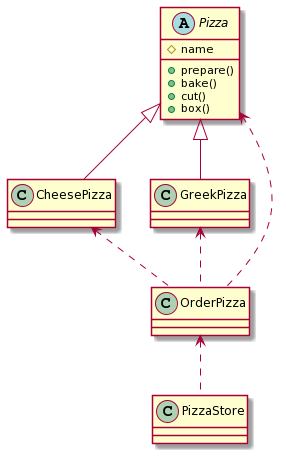 A Pizza
name
prepare()
bake()
cut()
box()
C CheesePizza
C GreekPizza
C OrderPizza
C PizzaStore